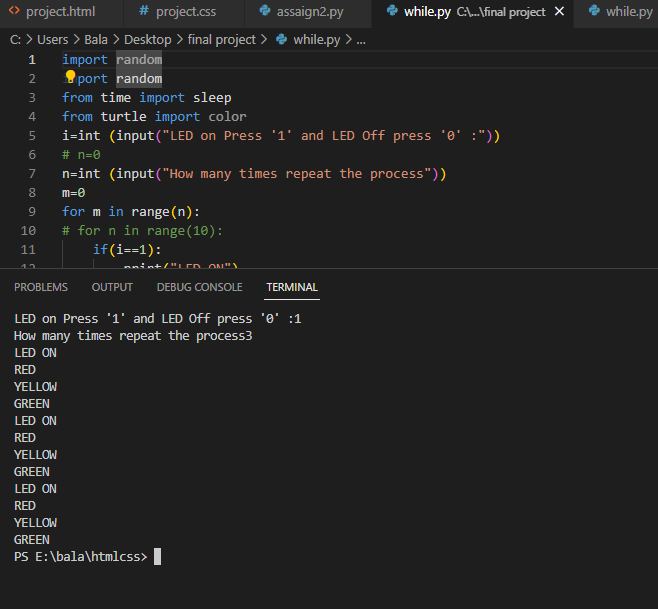 project.html # project.css assaign2.py while.py C:\...\final project while.py
C: > Users > Bala > Desktop > final project > while.py > ...
1 import random
2 port random
3 from time import sleep
4 from turtle import color
5 i=int (input("LED on Press '1' and LED Off press '0' :"))
6 # n=0
7 n=int (input("How many times repeat the process"))
8 m=0
9 for m in range(n):
10 # for n in range(10):
11 if(i==1):
12 print("LED ON")
PROBLEMS OUTPUT DEBUG CONSOLE TERMINAL
LED on Press '1' and LED Off press '0' :1
How many times repeat the process3
LED ON
RED
YELLOW
GREEN
LED ON
RED
YELLOW
GREEN
LED ON
RED
YELLOW
GREEN
PS E:\bala\htmlcss>